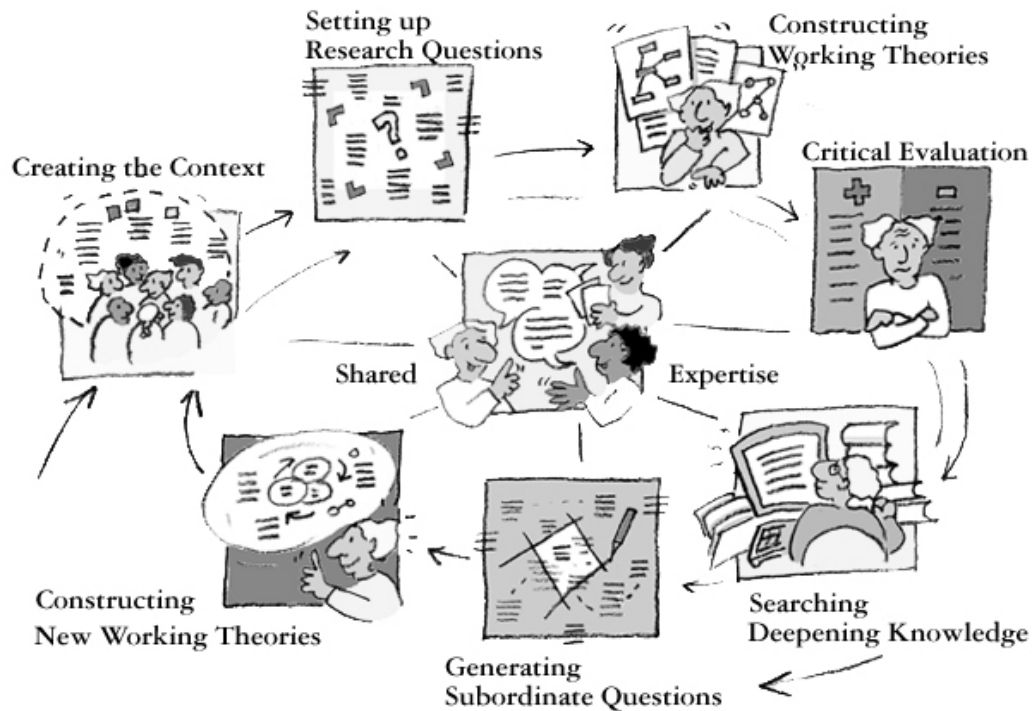 Setting up
Research Questions
Constructing
Working Theories
Creating the Context
Critical Evaluation
Shared
Expertise
Constructing
New Working Theories
Searching
Deepening Knowledge
Generating
Subordinate Questions